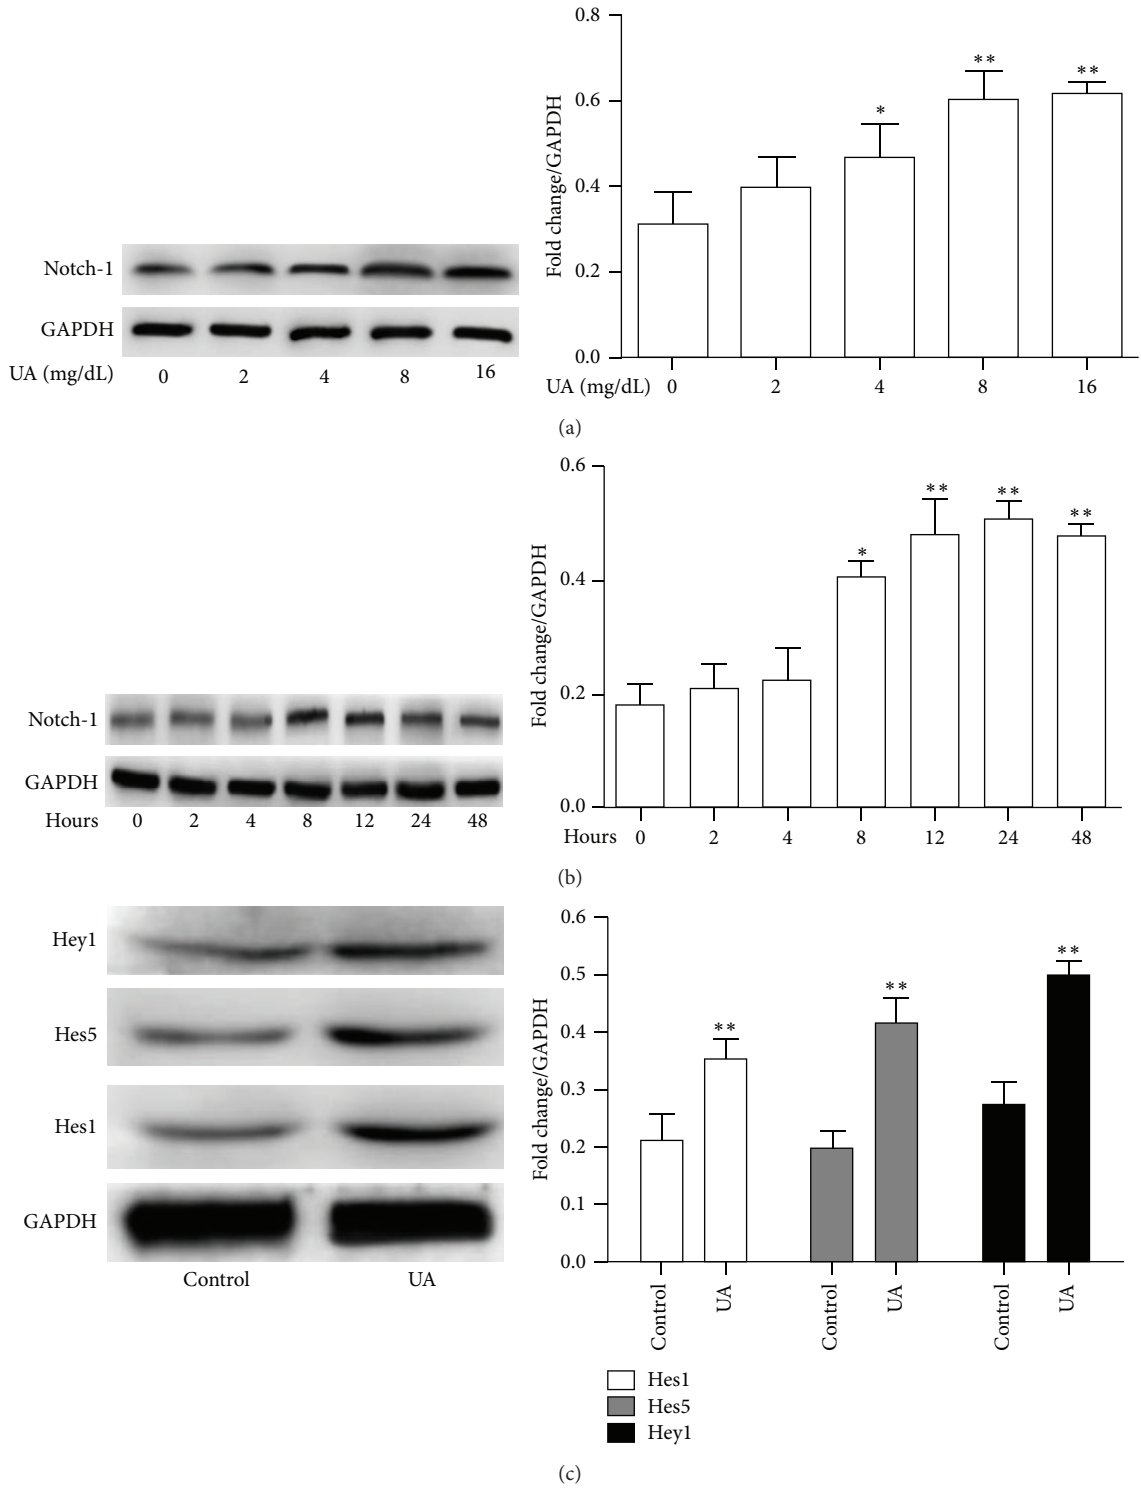 Notch-1
GAPDH
UA (mg/dL) 0 2 4 8 16
Fold change/GAPDH
0.8
0.6
0.4
0.2
0.0
* ** **
UA (mg/dL) 0 2 4 8 16
(a)
Notch-1
GAPDH
Hours 0 2 4 8 12 24 48
Fold change/GAPDH
0.6
0.4
0.2
0.0
* ** ** **
Hours 0 2 4 8 12 24 48
(b)
Hey1
Hes5
Hes1
GAPDH
Control UA
Fold change/GAPDH
0.6
0.5
0.4
0.3
0.2
0.1
0.0
** ** **
Control UA Control UA Control UA
Hes1
Hes5
Hey1
(c)